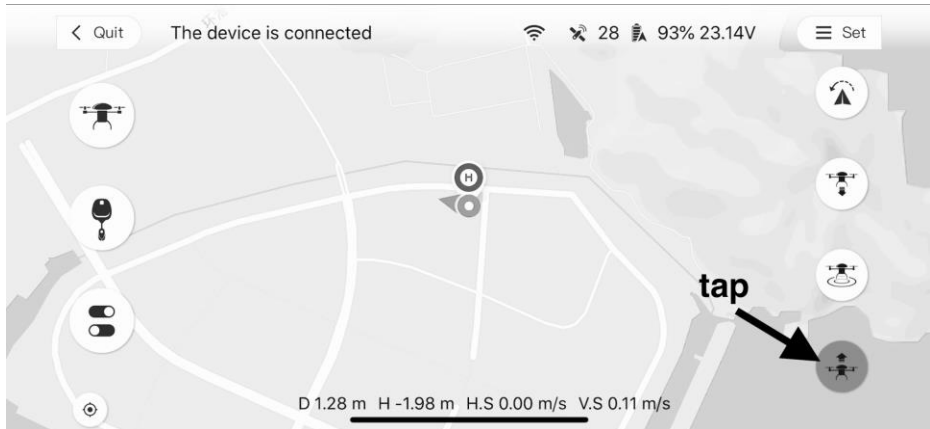 Quit
The device is connected
28
93% 23.14V
Set
H
tap
D 1.28 m H -1.98 m H.S 0.00 m/s V.S 0.11 m/s